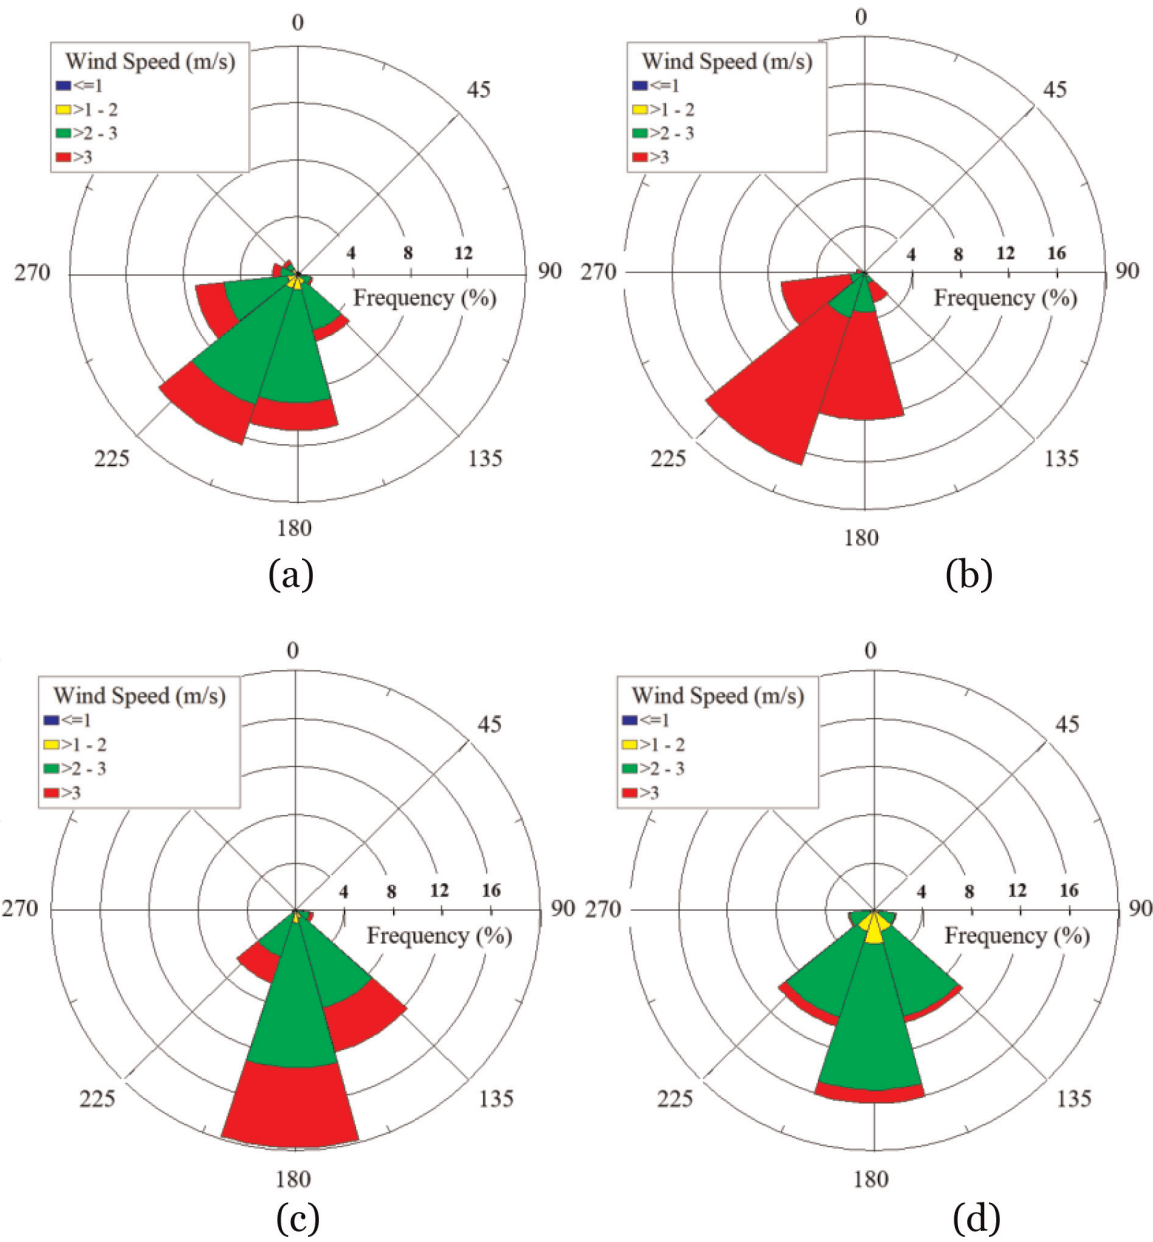 0
Wind Speed (m/s)
<=1
>1 - 2
>2 - 3
>3
45
4 8 12
270
90
Frequency (%)
225
135
180
(a)
0
Wind Speed (m/s)
<=1
>1 - 2
>2 - 3
>3
45
4 8 12 16
270
90
Frequency (%)
225
135
180
(b)
0
Wind Speed (m/s)
<=1
>1 - 2
>2 - 3
>3
45
4 8 12 16
270
90
Frequency (%)
225
135
180
(c)
0
Wind Speed (m/s)
<=1
>1 - 2
>2 - 3
>3
45
4 8 12 16
270
90
Frequency (%)
225
135
180
(d)